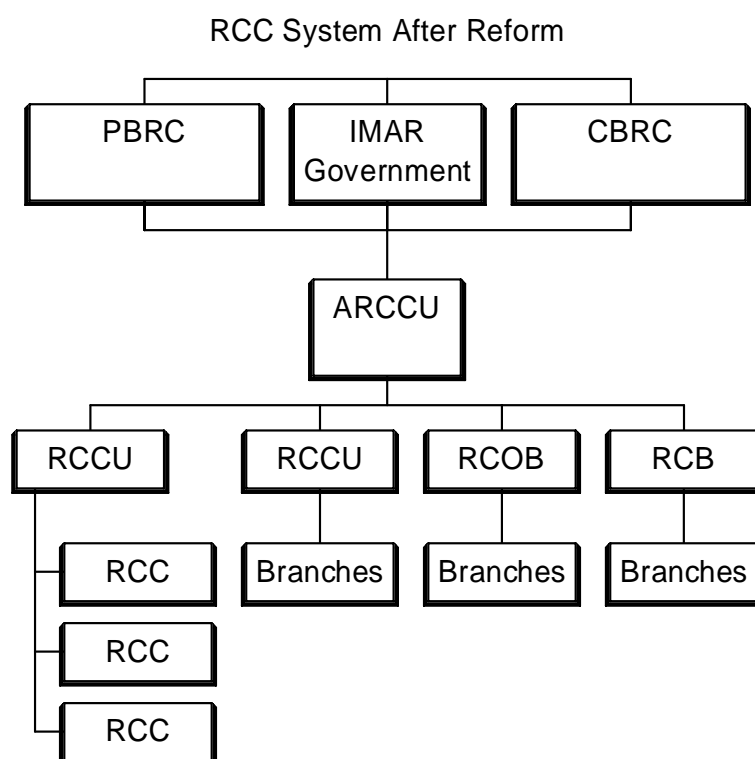 RCC System After Reform
PBRC
IMAR
Government
CBRC
ARCCU
RCCU
RCCU
RCOB
RCB
RCC
Branches
Branches
Branches
RCC
RCC